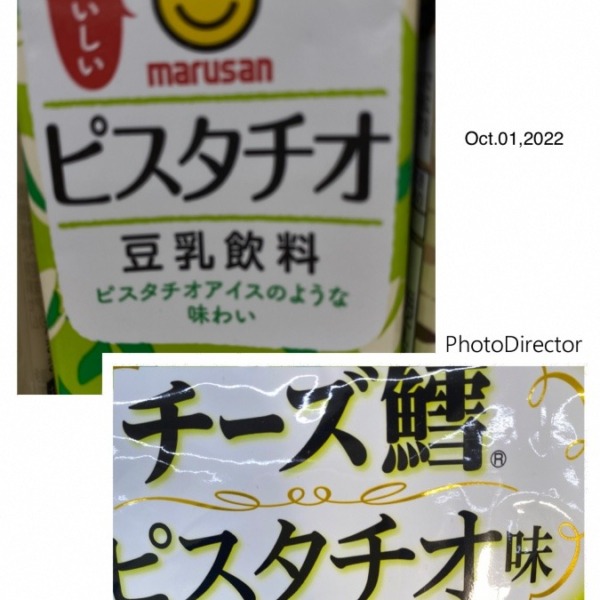 いしい
marusan
ピスタチオ
豆乳飲料
ピスタチオアイスのような
味わい
Oct.01,2022
PhotoDirector
チーズ鱈®
ピスタチオ味